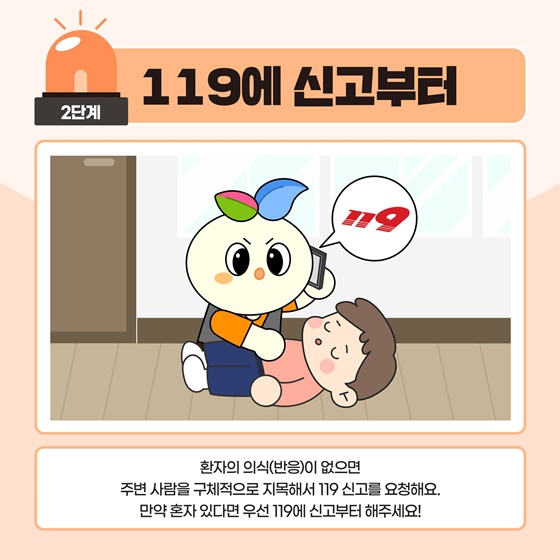 2단계
119에 신고부터
119
환자의 의식(반응)이 없으면
주변 사람을 구체적으로 지목해서 119 신고를 요청해요.
만약 혼자 있다면 우선 119에 신고부터 해주세요!